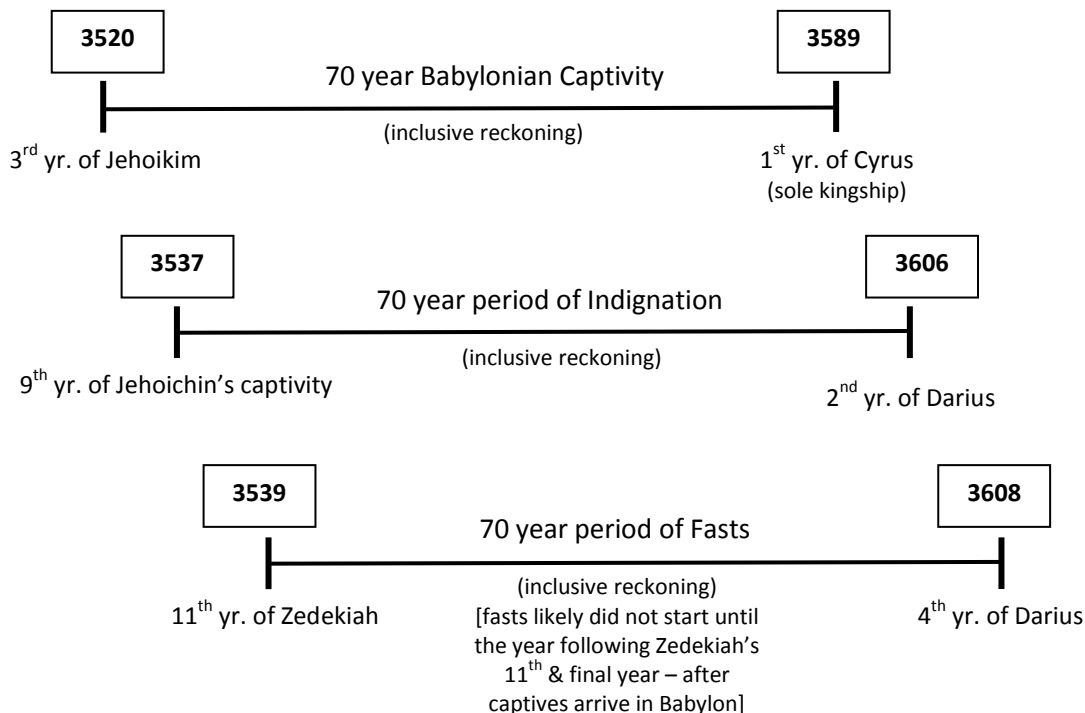 3520
3589
70 year Babylonian Captivity
(inclusive reckoning)
3rd yr. of Jehoikim
1st yr. of Cyrus
(sole kingship)
3537
3606
70 year period of Indignation
(inclusive reckoning)
9th yr. of Jehoichin’s captivity
2nd yr. of Darius
3539
3608
70 year period of Fasts
(inclusive reckoning)
11th yr. of Zedekiah
4th yr. of Darius
[fasts likely did not start until
the year following Zedekiah’s
11th & final year – after
captives arrive in Babylon]